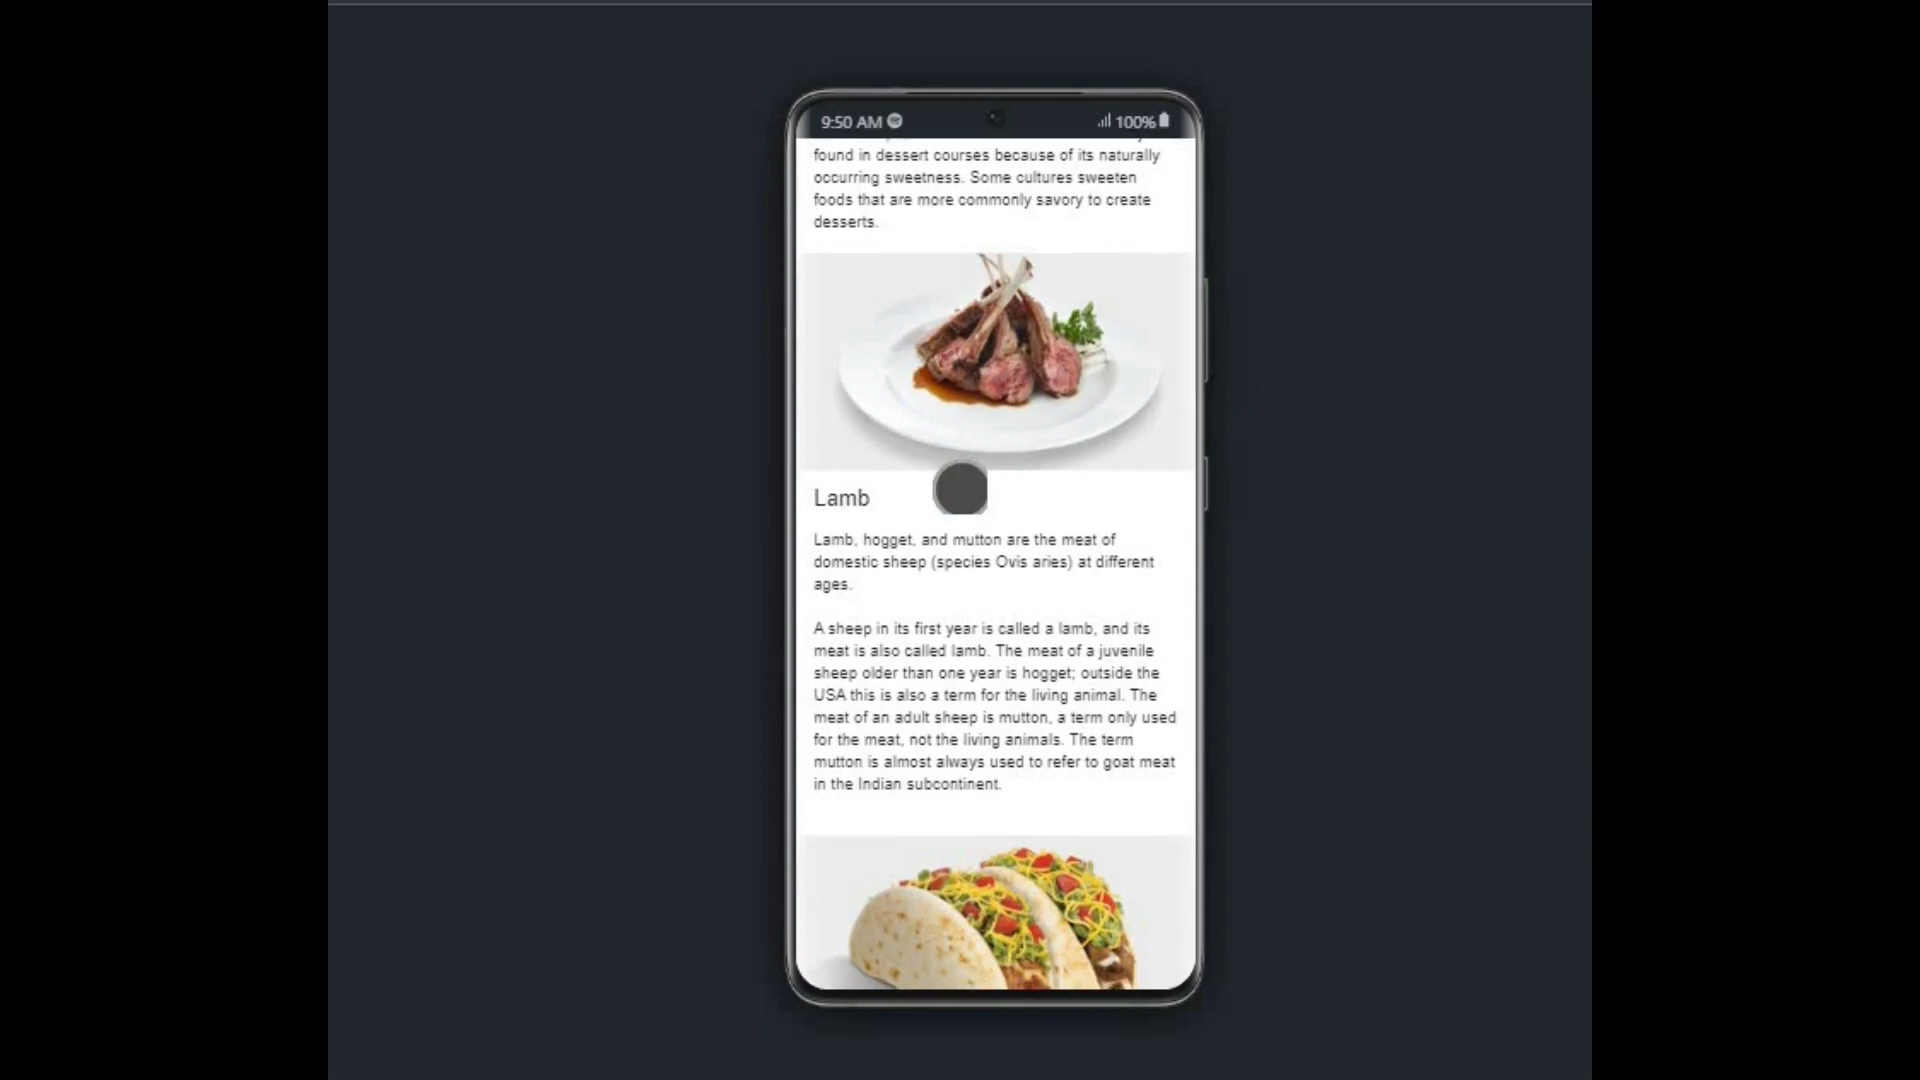 9:50 AM
100%
found in dessert courses because of its naturally
occurring sweetness. Some cultures sweeten
foods that are more commonly savory to create
desserts.
Lamb
Lamb, hogget, and mutton are the meat of
domestic sheep (species Ovis aries) at different
ages.
A sheep in its first year is called a lamb, and its
meat is also called lamb. The meat of a juvenile
sheep older than one year is hogget; outside the
USA this is also a term for the living animal. The
meat of an adult sheep is mutton, a term only used
for the meat, not the living animals. The term
mutton is almost always used to refer to goat meat
in the Indian subcontinent.